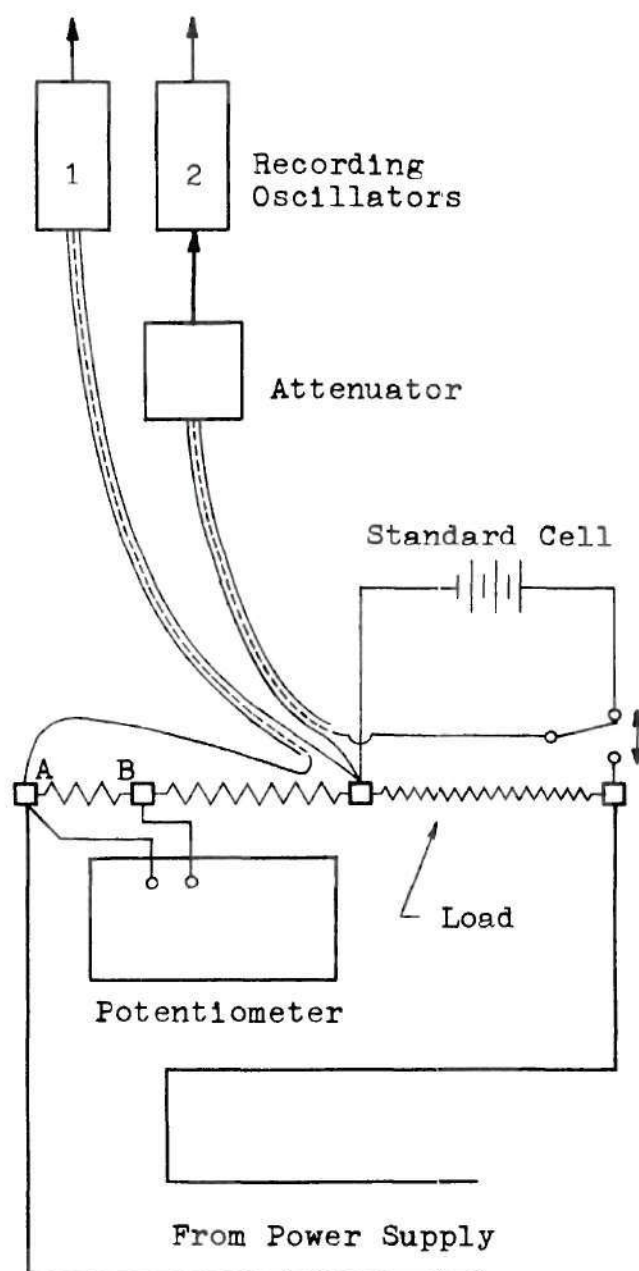 1
2
Recording
Oscillators
Attenuator
Standard Cell
A
B
Load
Potentiometer
From Power Supply